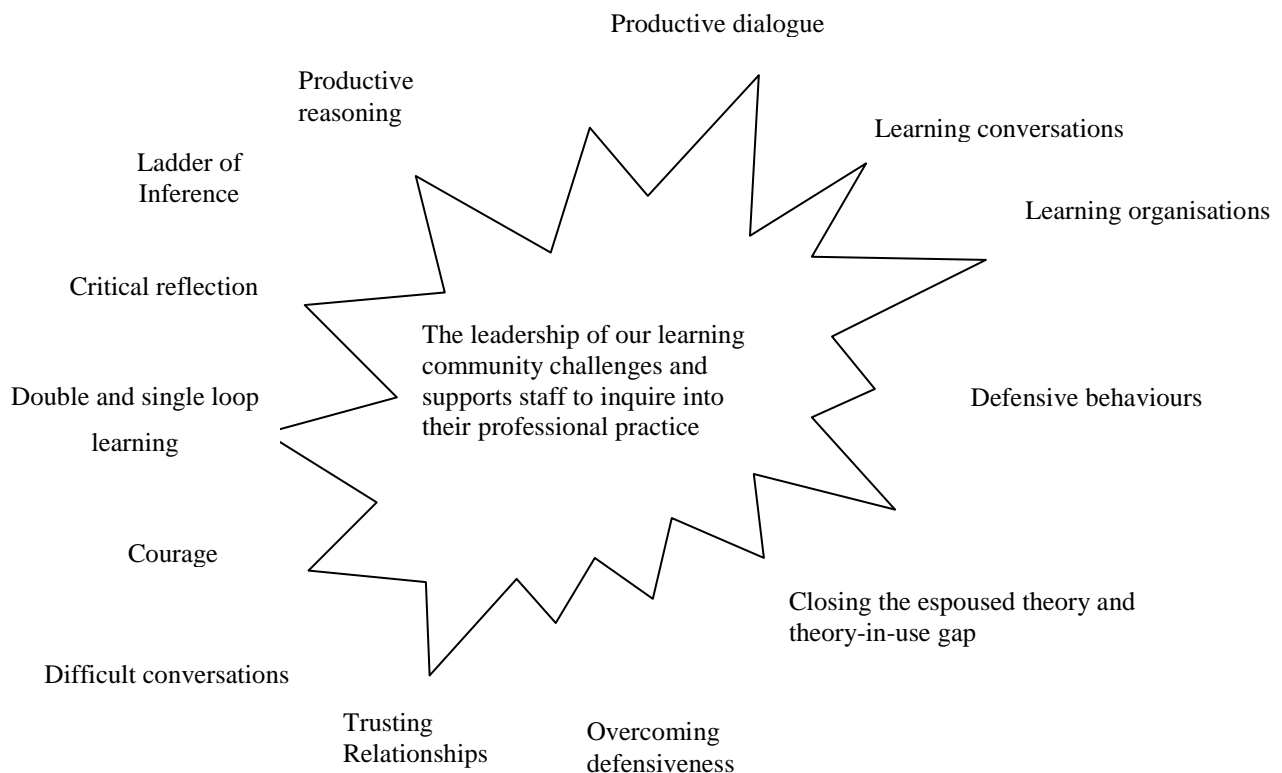 Productive dialogue
Productive
reasoning
Learning conversations
Ladder of
Inference
Learning organisations
Critical reflection
The leadership of our learning
community challenges and
supports staff to inquire into
their professional practice
Double and single loop
learning
Defensive behaviours
Courage
Closing the espoused theory and
theory-in-use gap
Difficult conversations
Trusting
Relationships
Overcoming
defensiveness